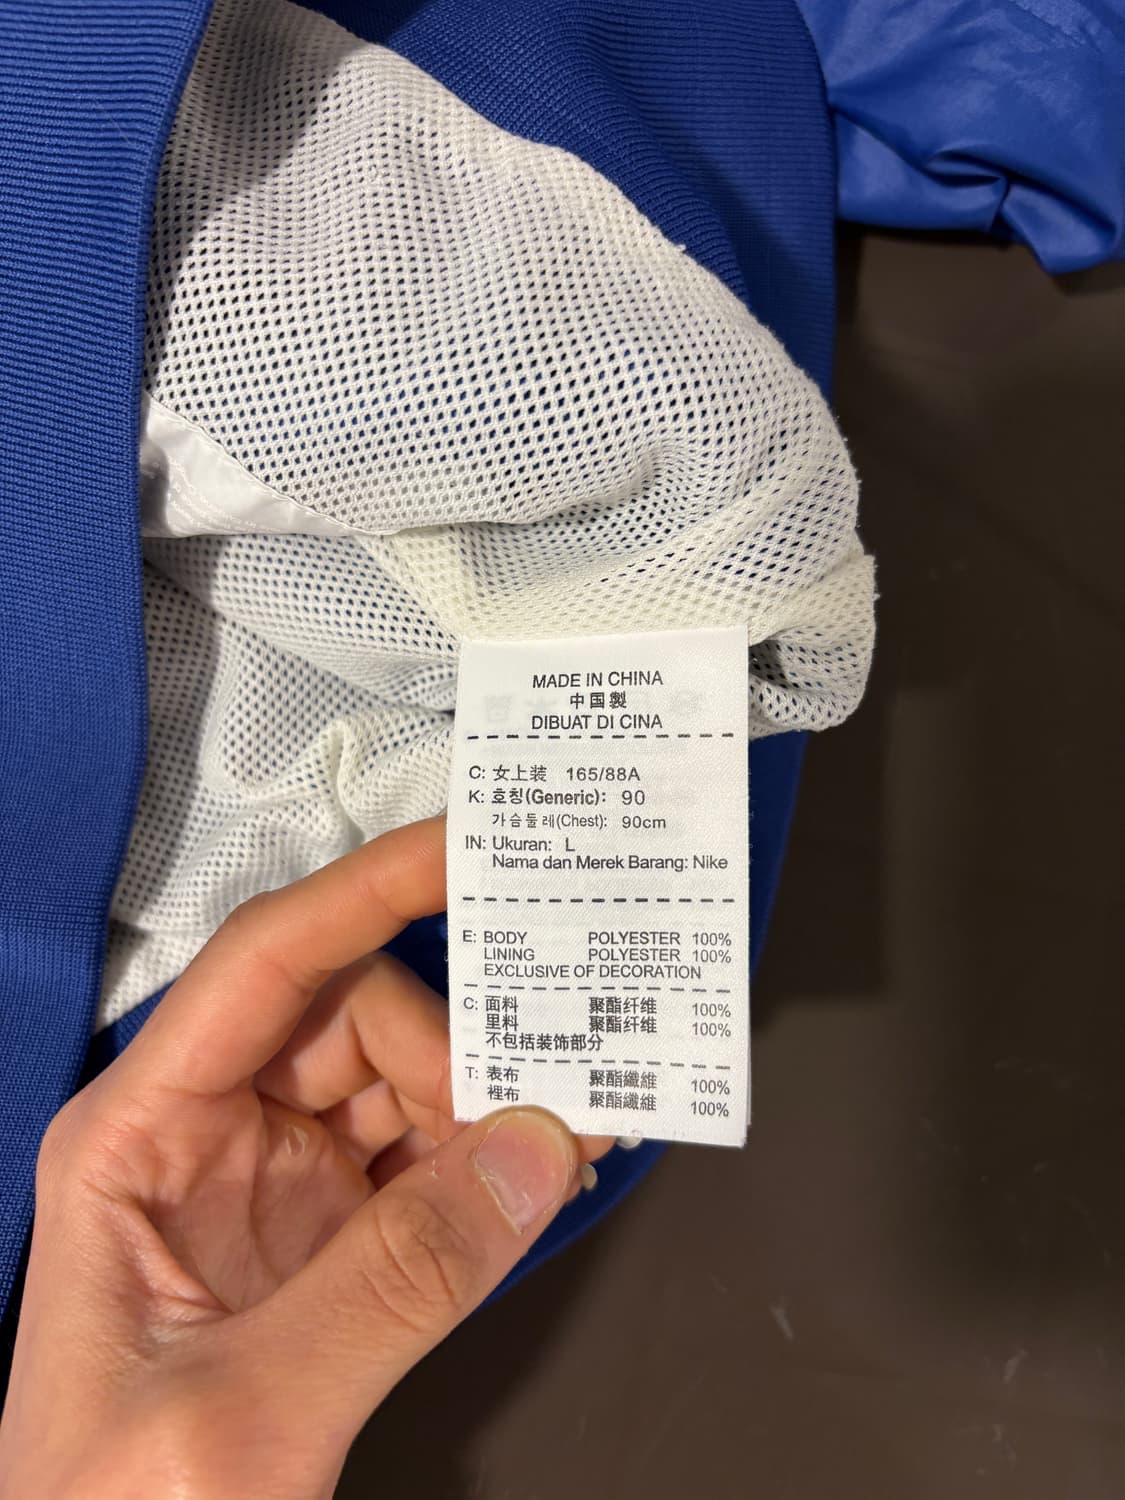 MADE IN CHINA
中国製
DIBUAT DI CINA
C: 女上装 165/88A
K: 호칭(Generic): 90
가슴둘레(Chest): 90cm
IN: Ukuran: L
Nama dan Merek Barang: Nike
E: BODY POLYESTER 100%
LINING POLYESTER 100%
EXCLUSIVE OF DECORATION
C: 面料 聚酯纤维 100%
里料 聚酯纤维 100%
不包括装饰部分
T: 表布 聚酯纖維 100%
裡布 聚酯纖維 100%